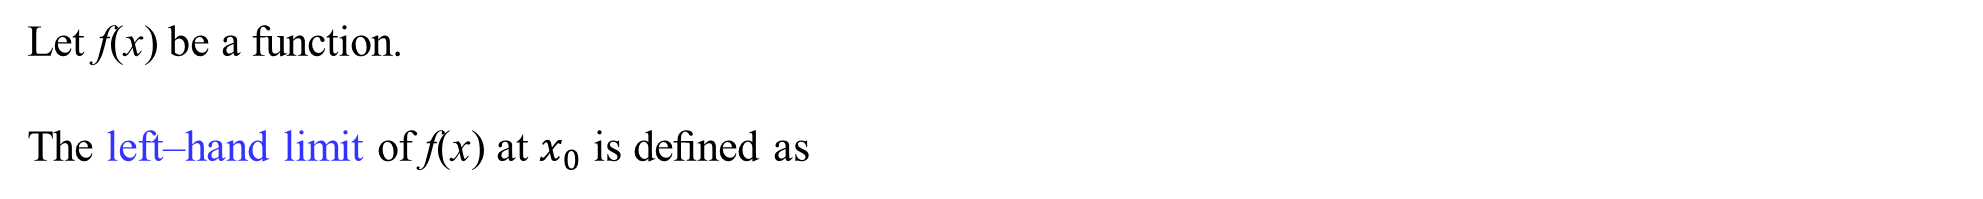 Let f(x) be a function.
The left–hand limit of f(x) at x₀ is defined as